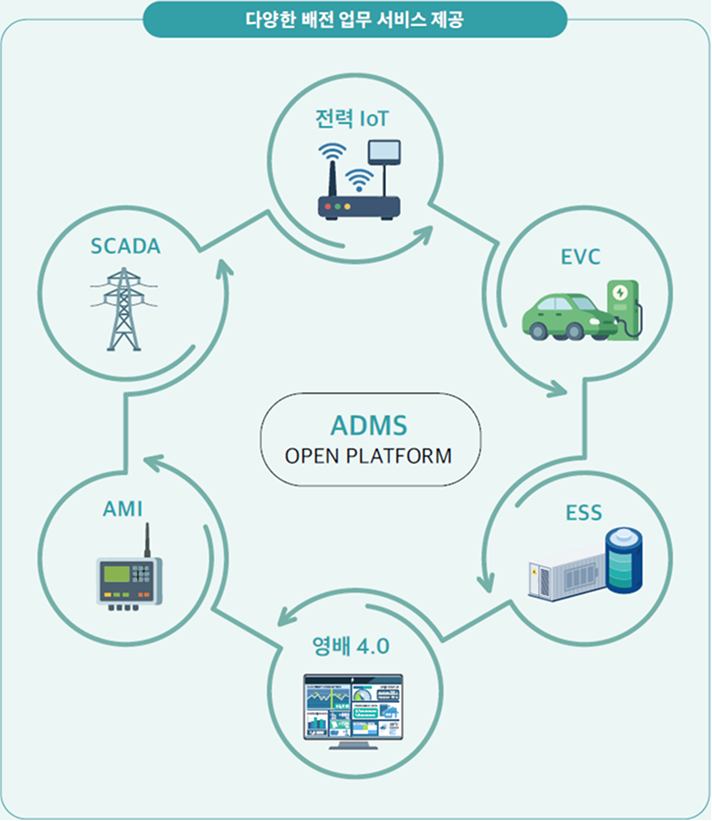 다양한 배전 업무 서비스 제공
전력 IoT
SCADA
EVC
ADMS
OPEN PLATFORM
AMI
ESS
영배 4.0